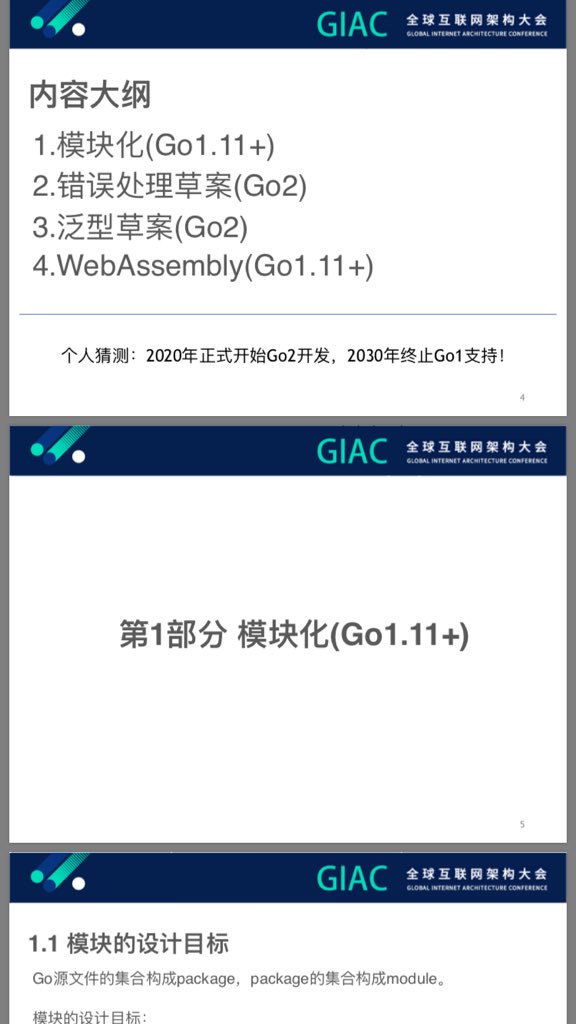 GIAC 全球互联网架构大会
GLOBAL INTERNET ARCHITECTURE CONFERENCE
内容大纲
1.模块化(Go1.11+)
2.错误处理草案(Go2)
3.泛型草案(Go2)
4.WebAssembly(Go1.11+)
个人猜测：2020年正式开始Go2开发，2030年终止Go1支持！
4
GIAC 全球互联网架构大会
GLOBAL INTERNET ARCHITECTURE CONFERENCE
第1部分 模块化(Go1.11+)
5
GIAC 全球互联网架构大会
GLOBAL INTERNET ARCHITECTURE CONFERENCE
1.1 模块的设计目标
Go源文件的集合构成package，package的集合构成module。
模块的设计目标：